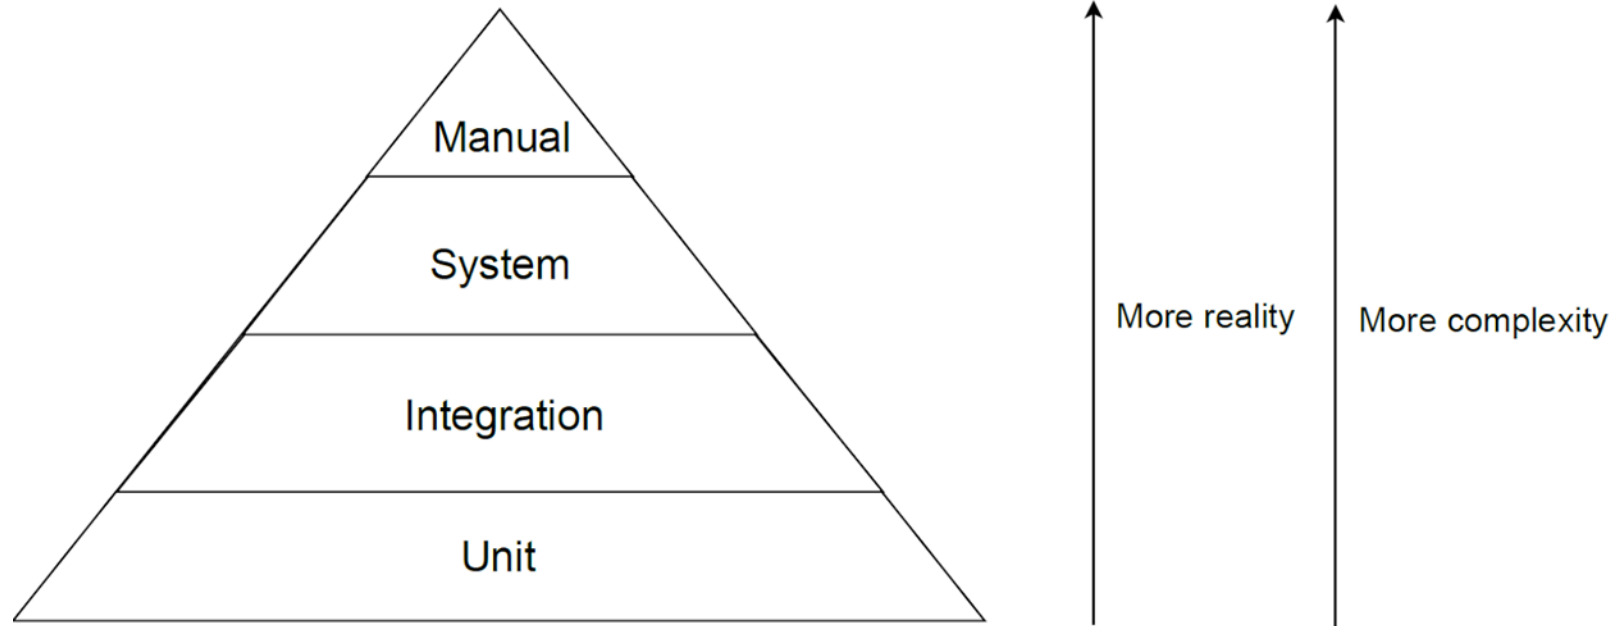 Manual
System
Integration
Unit
More reality
More complexity